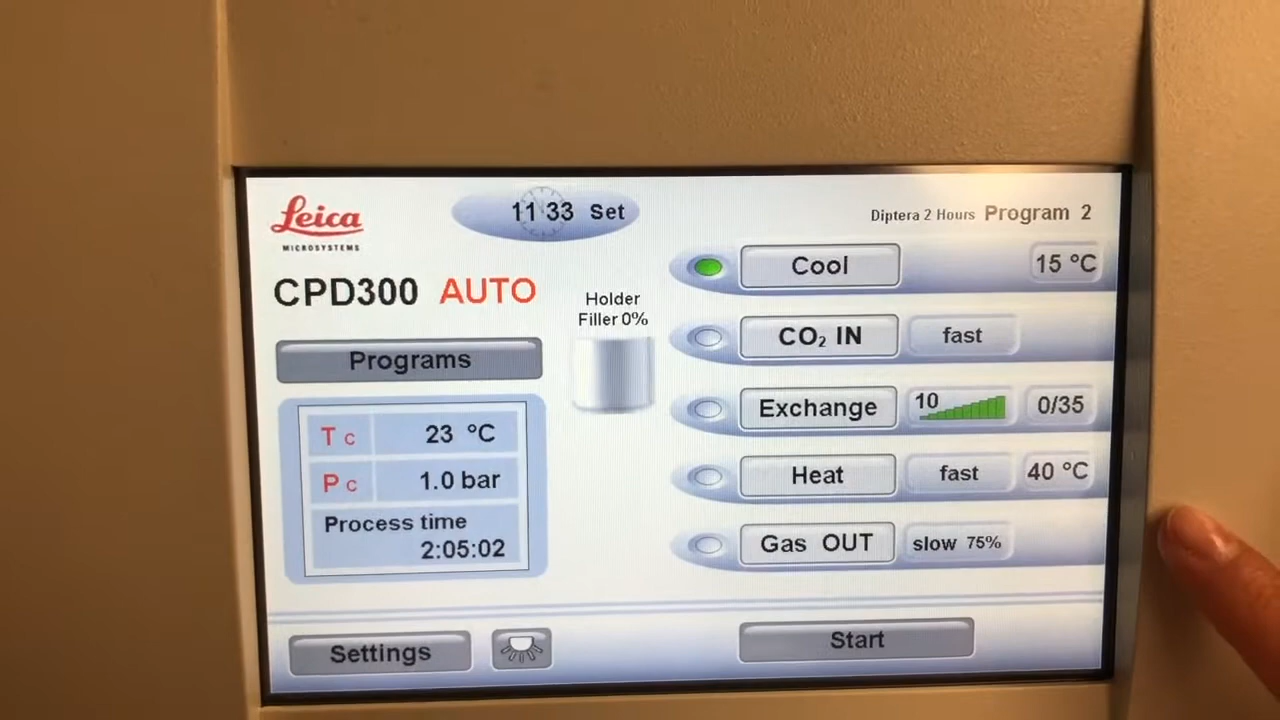 Leica
MICROSYSTEMS
11 33 Set
Diptera 2 Hours Program 2
CPD300 AUTO
Holder
Filler 0%
Programs
Tc 23 °C
Pc 1.0 bar
Process time
2:05:02
Cool 15 °C
CO₂ IN fast
Exchange 10 0/35
Heat fast 40 °C
Gas OUT slow 75%
Settings
Start